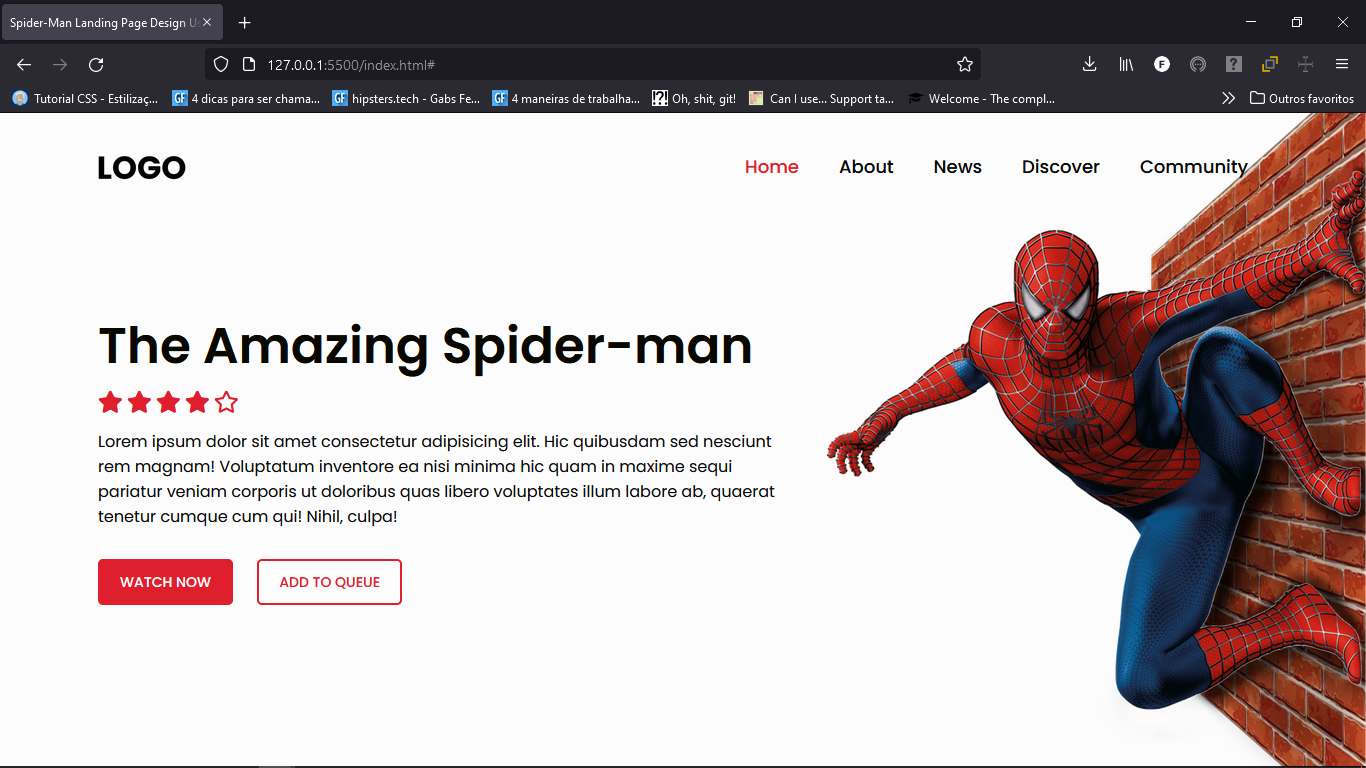 Spider-Man Landing Page Design U
127.0.0.1:5500/index.html#
Tutorial CSS - Estilizaç...
GF 4 dicas para ser chama...
GF hipsters.tech - Gabs Fe...
GF 4 maneiras de trabalha...
Oh, shit, git!
Can I use... Support ta...
Welcome - The compl...
Outros favoritos
LOGO
Home About News Discover Community
The Amazing Spider-man
Lorem ipsum dolor sit amet consectetur adipisicing elit. Hic quibusdam sed nesciunt
rem magnam! Voluptatum inventore ea nisi minima hic quam in maxime sequi
pariatur veniam corporis ut doloribus quas libero voluptates illum labore ab, quaerat
tenetur cumque cum qui! Nihil, culpa!
WATCH NOW
ADD TO QUEUE